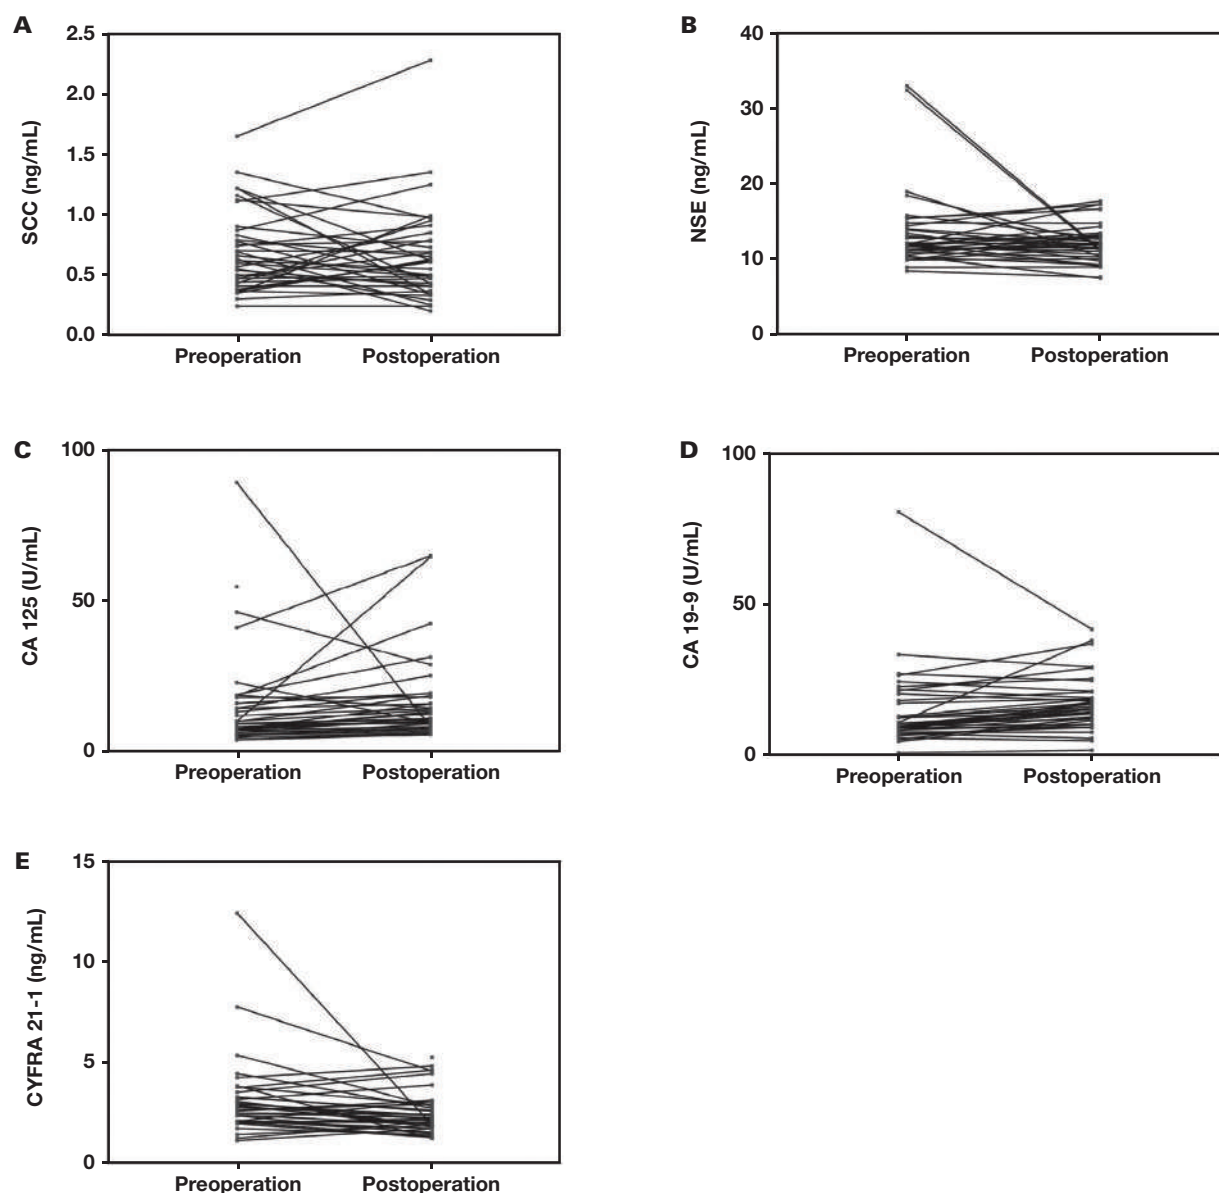 A
SCC (ng/mL)
2.5
2.0
1.5
1.0
0.5
0.0
Preoperation Postoperation
B
NSE (ng/mL)
40
30
20
10
0
Preoperation Postoperation
C
CA 125 (U/mL)
100
50
0
Preoperation Postoperation
D
CA 19-9 (U/mL)
100
50
0
Preoperation Postoperation
E
CYFRA 21-1 (ng/mL)
15
10
5
0
Preoperation Postoperation